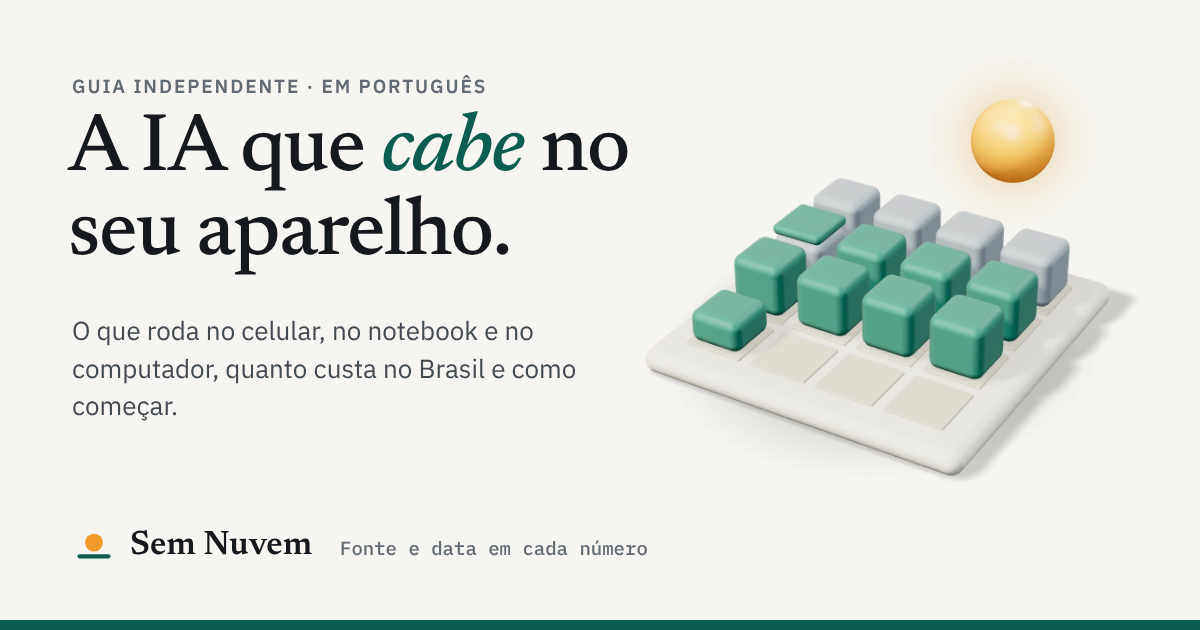 GUIA INDEPENDENTE · EM PORTUGUÊS
A IA que cabe no
seu aparelho.
O que roda no celular, no notebook e no
computador, quanto custa no Brasil e como
começar.
Sem Nuvem
Fonte e data em cada número